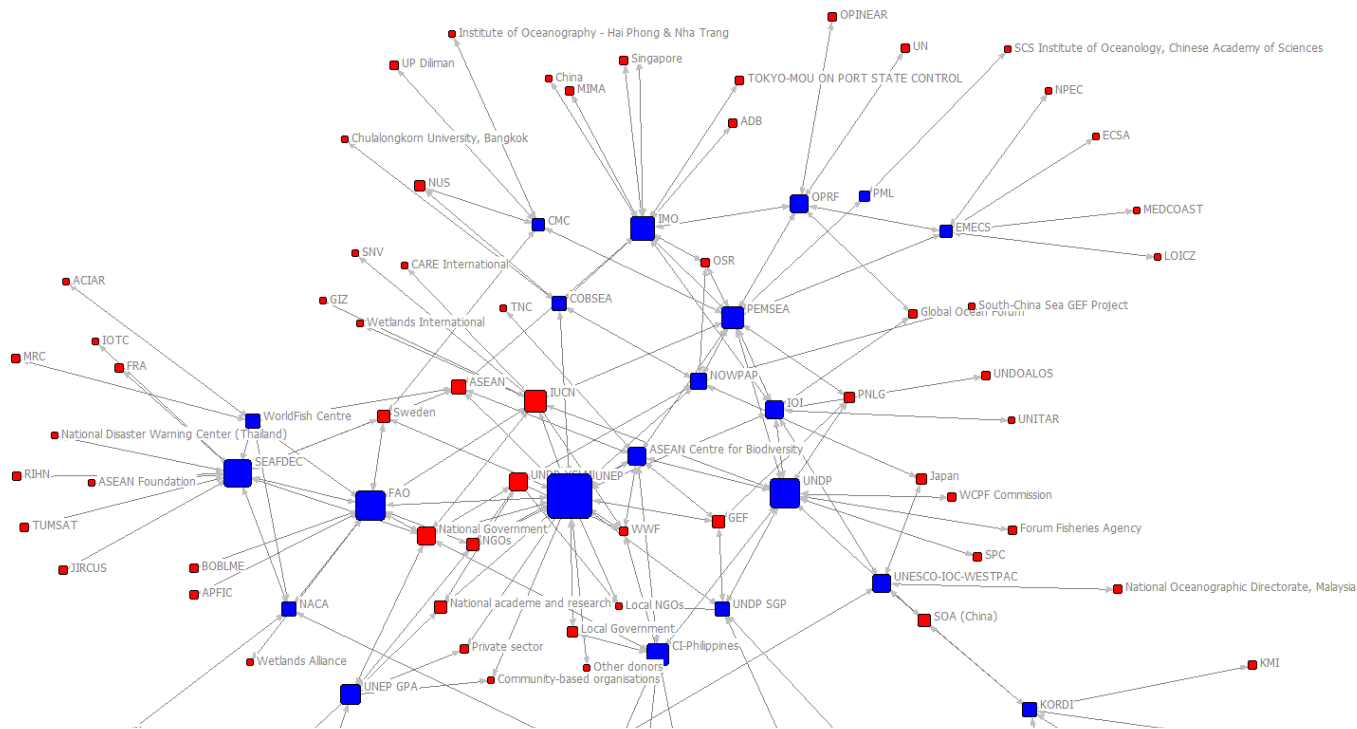 OPINEAR
Institute of Oceanography - Hai Phong & Nha Trang
UN
SCS Institute of Oceanology, Chinese Academy of Sciences
UP Diliman
Singapore
China
MIMA
TOKYO-MOU ON PORT STATE CONTROL
NPEC
ADB
Chulalongkorn University, Bangkok
ECSA
NUS
OPRF
PML
MEDCOAST
CMC
IMO
EMECS
SNV
CARE International
OSR
LOICZ
ACIAR
GIZ
TNC
COBSEA
PEMSEA
Global Ocean Forum
South-China Sea GEF Project
Wetlands International
IOTC
MRC
FRA
ASEAN
IUCN
NOWPAP
PNLG
UNDOALOS
WorldFish Centre
Sweden
IOI
UNITAR
National Disaster Warning Center (Thailand)
SEAFDEC
ASEAN Centre for Biodiversity
RIHN
ASEAN Foundation
UNEP
UNDP
Japan
FAO
WCPF Commission
TUMSAT
National Government
NGOs
WWF
GEF
Forum Fisheries Agency
JIRCUS
BOBLME
SPC
APFIC
UNESCO-IOC-WESTPAC
National Oceanographic Directorate, Malaysia
NACA
National academe and research
Local NGOs
UNDP SGP
SOA (China)
Local Government
Wetlands Alliance
Private sector
CI-Philippines
Other donors
KMI
Community-based organisations
UNEP GPA
KORDI